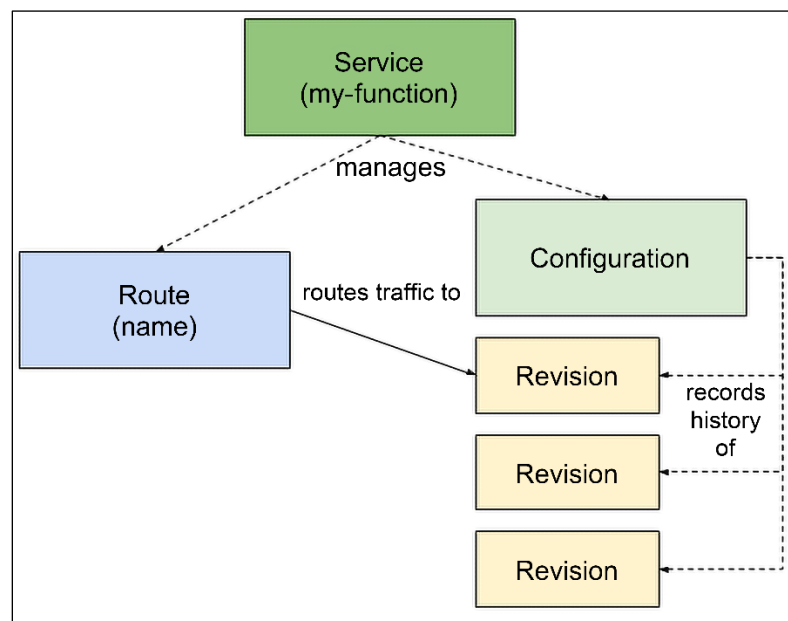 Service
(my-function)
manages
Configuration
Route
(name)
routes traffic to
Revision
records
history
of
Revision
Revision